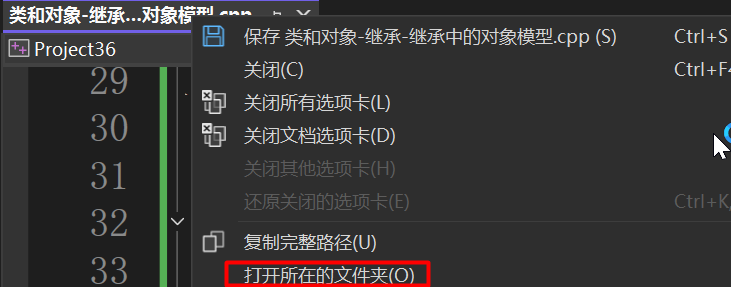 类和对象-继承...对象模型.cpp
Project36
29
30
31
32
33
保存 类和对象-继承-继承中的对象模型.cpp (S) Ctrl+S
关闭(C) Ctrl+F4
关闭所有选项卡(L)
关闭文档选项卡(D)
关闭其他选项卡(H)
还原关闭的选项卡(E) Ctrl+K,
复制完整路径(U)
打开所在的文件夹(O)